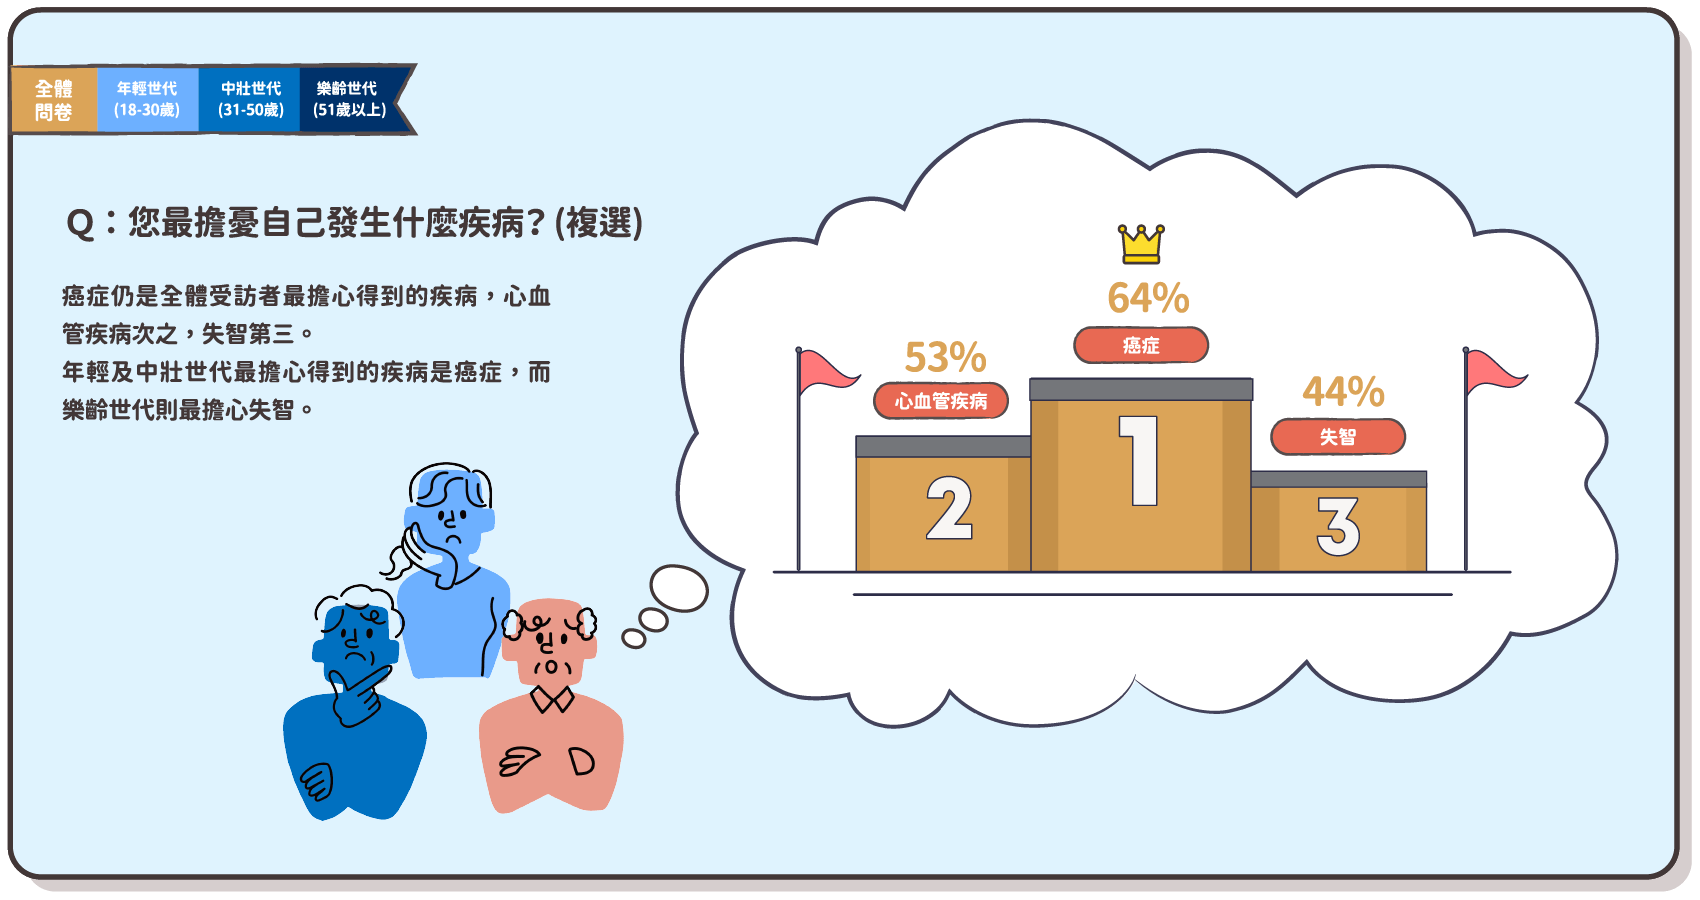 全體
問卷
年輕世代
(18-30歲)
中壯世代
(31-50歲)
樂齡世代
(51歲以上)
Q：您最擔憂自己發生什麼疾病? (複選)
癌症仍是全體受訪者最擔心得到的疾病，心血
管疾病次之，失智第三。
年輕及中壯世代最擔心得到的疾病是癌症，而
樂齡世代則最擔心失智。
64%
癌症
53%
心血管疾病
44%
失智
1
2
3